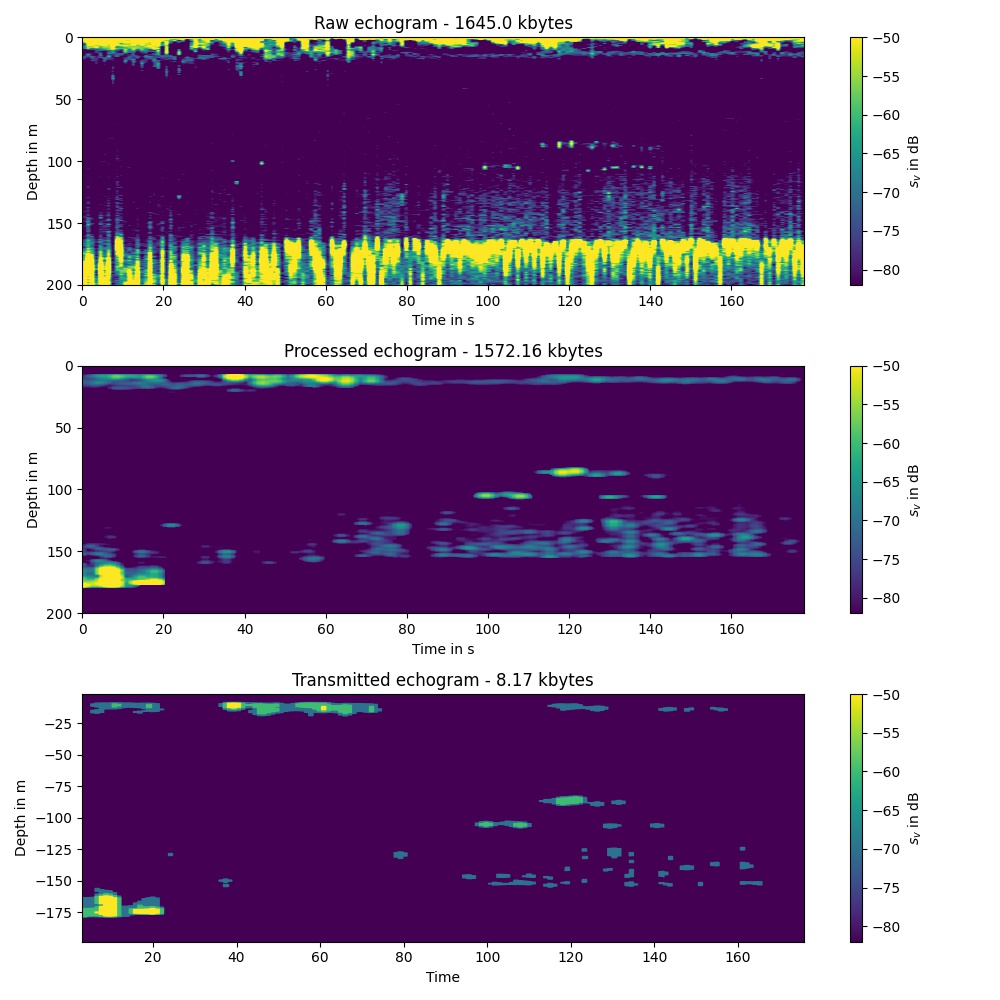 Raw echogram - 1645.0 kbytes
0
50
100
150
200
Depth in m
0 20 40 60 80 100 120 140 160
Time in s
−50
−55
−60
−65
−70
−75
−80
sv in dB
Processed echogram - 1572.16 kbytes
0
50
100
150
200
Depth in m
0 20 40 60 80 100 120 140 160
Time in s
−50
−55
−60
−65
−70
−75
−80
sv in dB
Transmitted echogram - 8.17 kbytes
−25
−50
−75
−100
−125
−150
−175
Depth in m
20 40 60 80 100 120 140 160
Time
−50
−55
−60
−65
−70
−75
−80
sv in dB